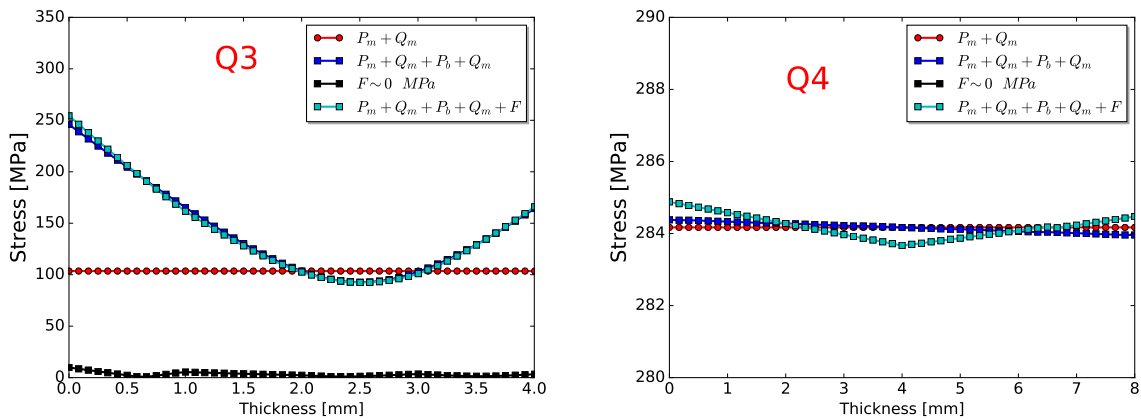 Q3
P_m + Q_m
P_m + Q_m + P_b + Q_m
F ~ 0 MPa
P_m + Q_m + P_b + Q_m + F
Stress [MPa]
350
300
250
200
150
100
50
0
0.0 0.5 1.0 1.5 2.0 2.5 3.0 3.5 4.0
Thickness [mm]
Q4
P_m + Q_m
P_m + Q_m + P_b + Q_m
F ~ 0 MPa
P_m + Q_m + P_b + Q_m + F
Stress [MPa]
290
288
286
284
282
280
0 1 2 3 4 5 6 7 8
Thickness [mm]